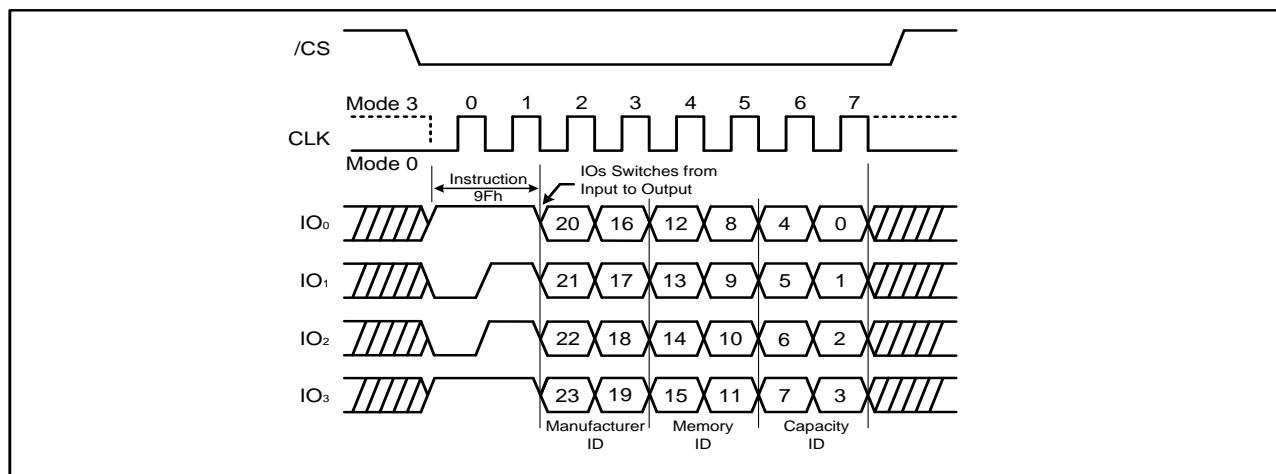 /CS
Mode 3 0 1 2 3 4 5 6 7
CLK
Mode 0
Instruction
9Fh
IOs Switches from
Input to Output
IO₀ 20 16 12 8 4 0
IO₁ 21 17 13 9 5 1
IO₂ 22 18 14 10 6 2
IO₃ 23 19 15 11 7 3
Manufacturer Memory Capacity
ID ID ID